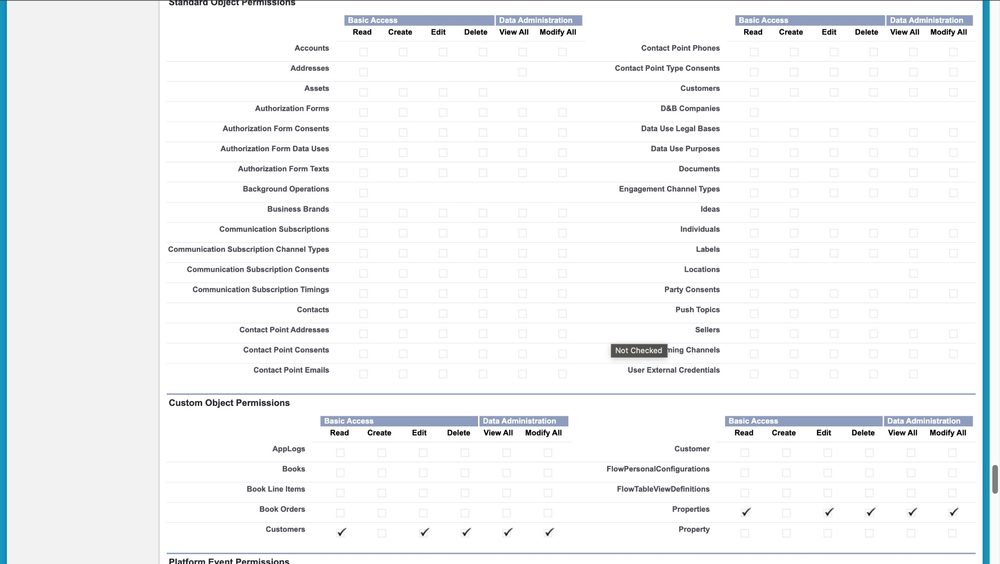 Standard Object Permissions
Basic Access Data Administration Basic Access Data Administration
Read Create Edit Delete View All Modify All Read Create Edit Delete View All Modify All
Accounts Contact Point Phones
Addresses Contact Point Type Consents
Assets Customers
Authorization Forms D&B Companies
Authorization Form Consents Data Use Legal Bases
Authorization Form Data Uses Data Use Purposes
Authorization Form Texts Documents
Background Operations Engagement Channel Types
Business Brands Ideas
Communication Subscriptions Individuals
Communication Subscription Channel Types Labels
Communication Subscription Consents Locations
Communication Subscription Timings Party Consents
Contacts Push Topics
Contact Point Addresses Sellers
Contact Point Consents Not Checked ming Channels
Contact Point Emails User External Credentials
Custom Object Permissions
Basic Access Data Administration Basic Access Data Administration
Read Create Edit Delete View All Modify All Read Create Edit Delete View All Modify All
AppLogs Customer
Books FlowPersonalConfigurations
Book Line Items FlowTableViewDefinitions
Book Orders Properties
Customers Property
Platform Event Permissions